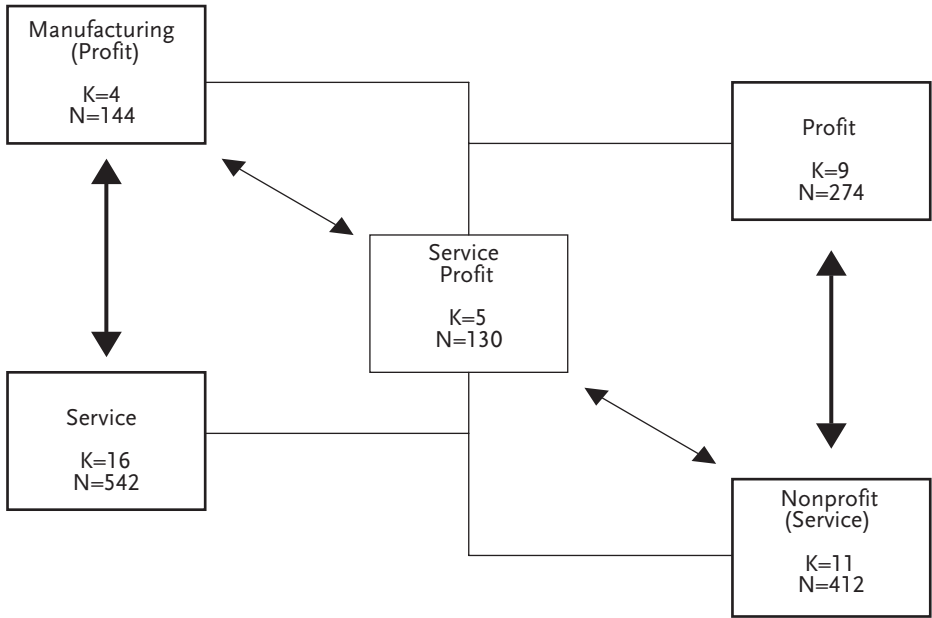 Manufacturing
(Profit)
K=4
N=144
Profit
K=9
N=274
Service
Profit
K=5
N=130
Service
K=16
N=542
Nonprofit
(Service)
K=11
N=412